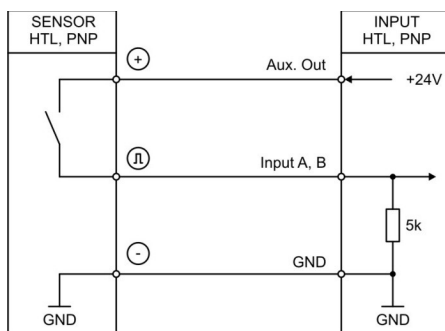 SENSOR
HTL, PNP
INPUT
HTL, PNP
+
Aux. Out
+24V
Input A, B
5k
-
GND
GND
GND